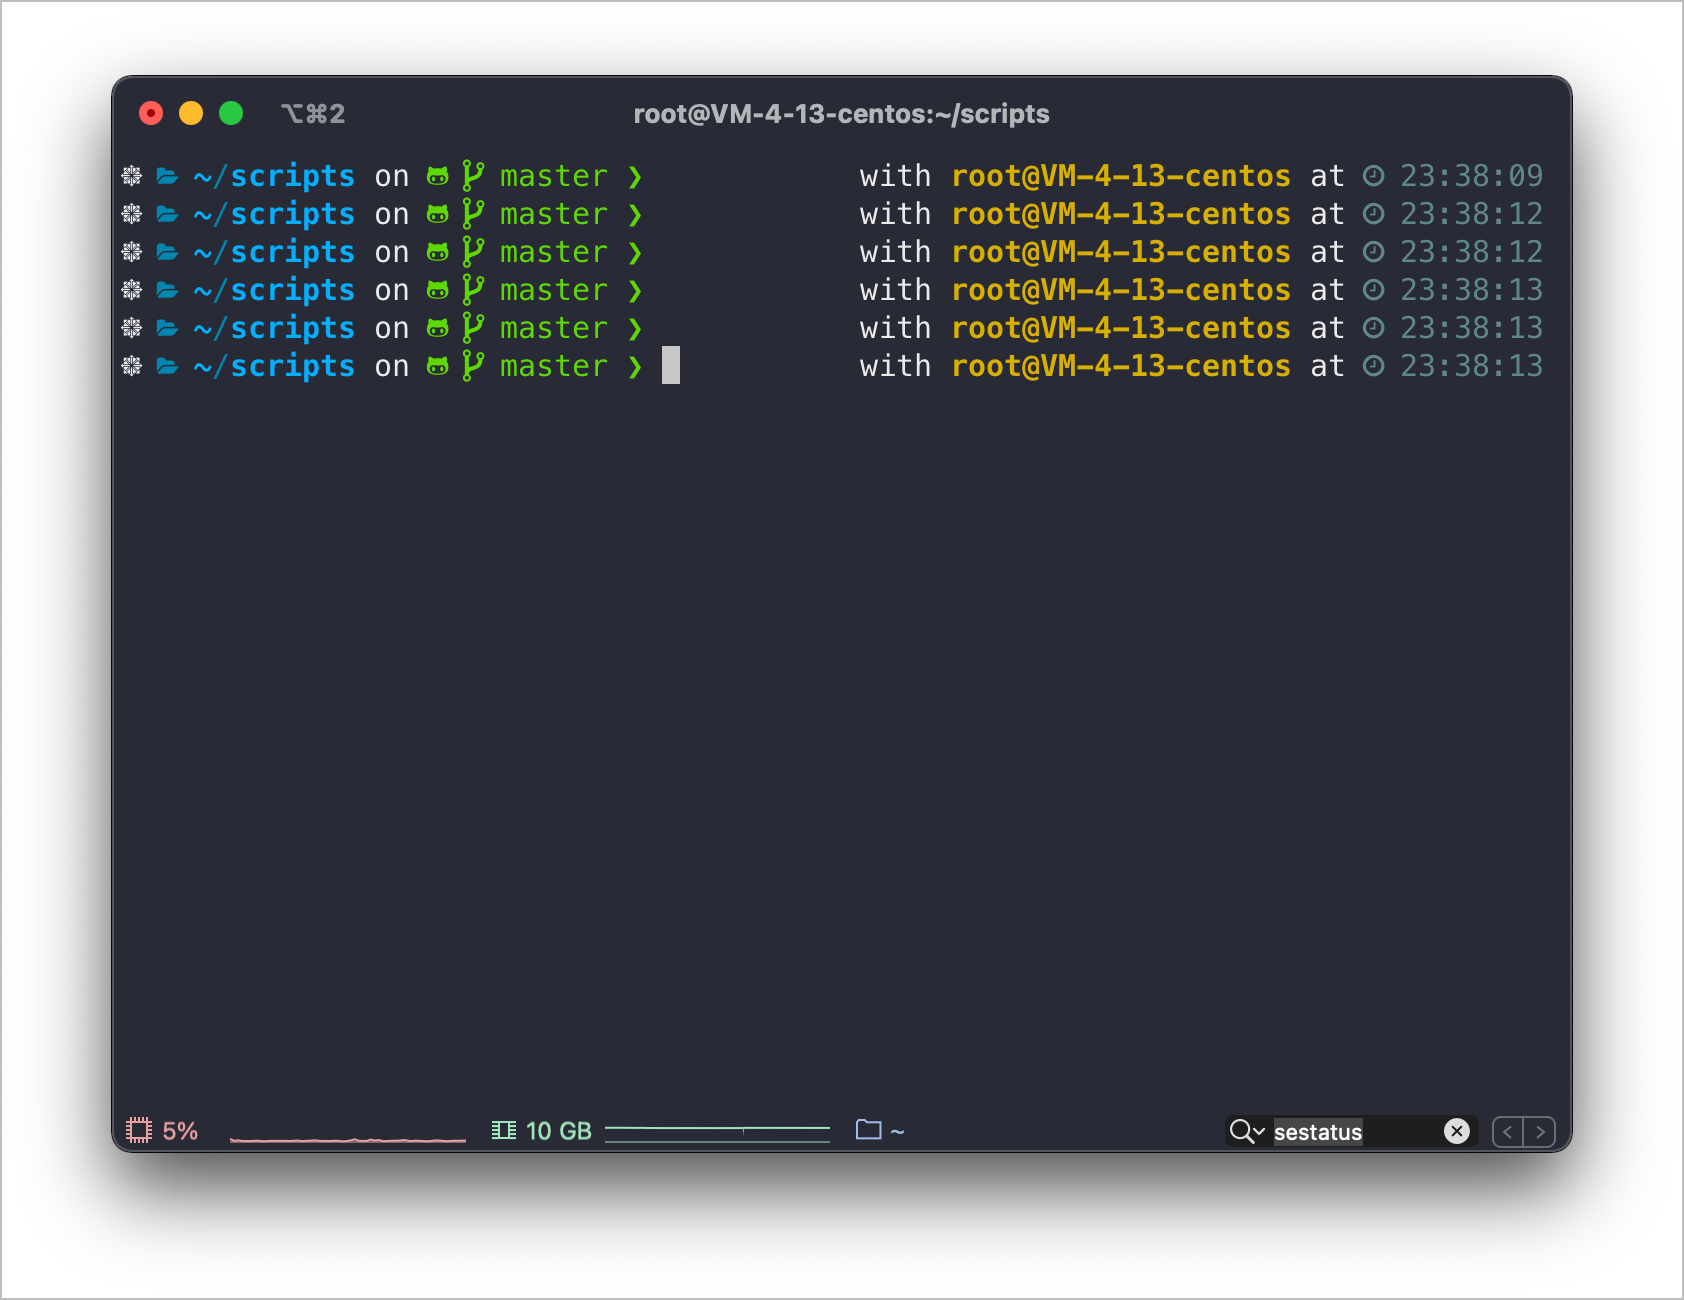 ⌥⌘2 root@VM-4-13-centos:~/scripts
~/scripts on master ❯ with root@VM-4-13-centos at 23:38:09
~/scripts on master ❯ with root@VM-4-13-centos at 23:38:12
~/scripts on master ❯ with root@VM-4-13-centos at 23:38:12
~/scripts on master ❯ with root@VM-4-13-centos at 23:38:13
~/scripts on master ❯ with root@VM-4-13-centos at 23:38:13
~/scripts on master ❯ with root@VM-4-13-centos at 23:38:13
5% 10 GB ~ sestatus